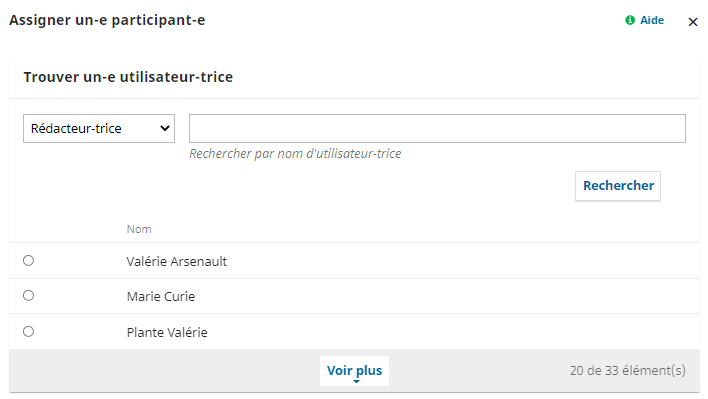 Assigner un-e participant-e
Aide
Trouver un-e utilisateur-trice
Rédacteur-trice
Rechercher par nom d'utilisateur-trice
Rechercher
Nom
Valérie Arsenault
Marie Curie
Plante Valérie
Voir plus
20 de 33 élément(s)